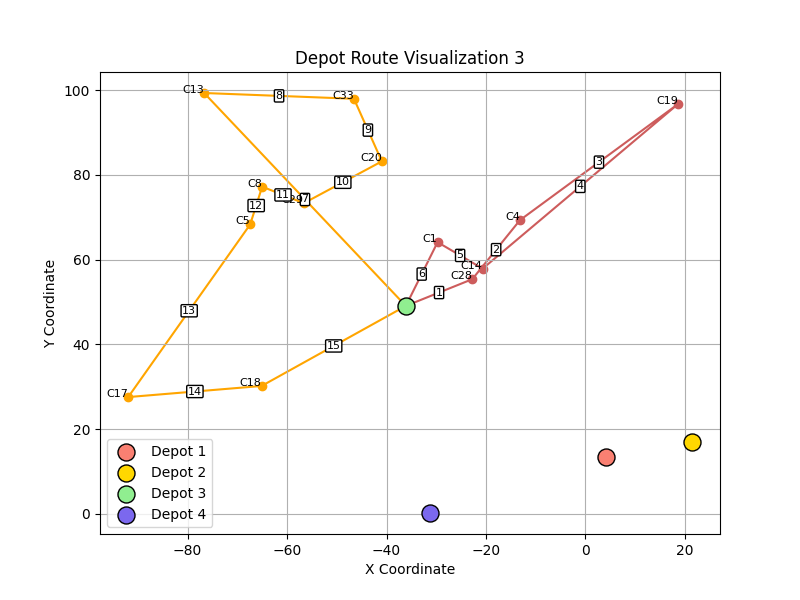 Depot Route Visualization 3
C13
8
C33
C19
9
C20
3
10
4
C8
11
C29
7
12
C5
C4
C1
2
5
C14
6
C28
1
13
15
C17
14
C18
100
80
60
40
20
0
Y Coordinate
Depot 1
Depot 2
Depot 3
Depot 4
−80
−60
−40
−20
0
20
X Coordinate